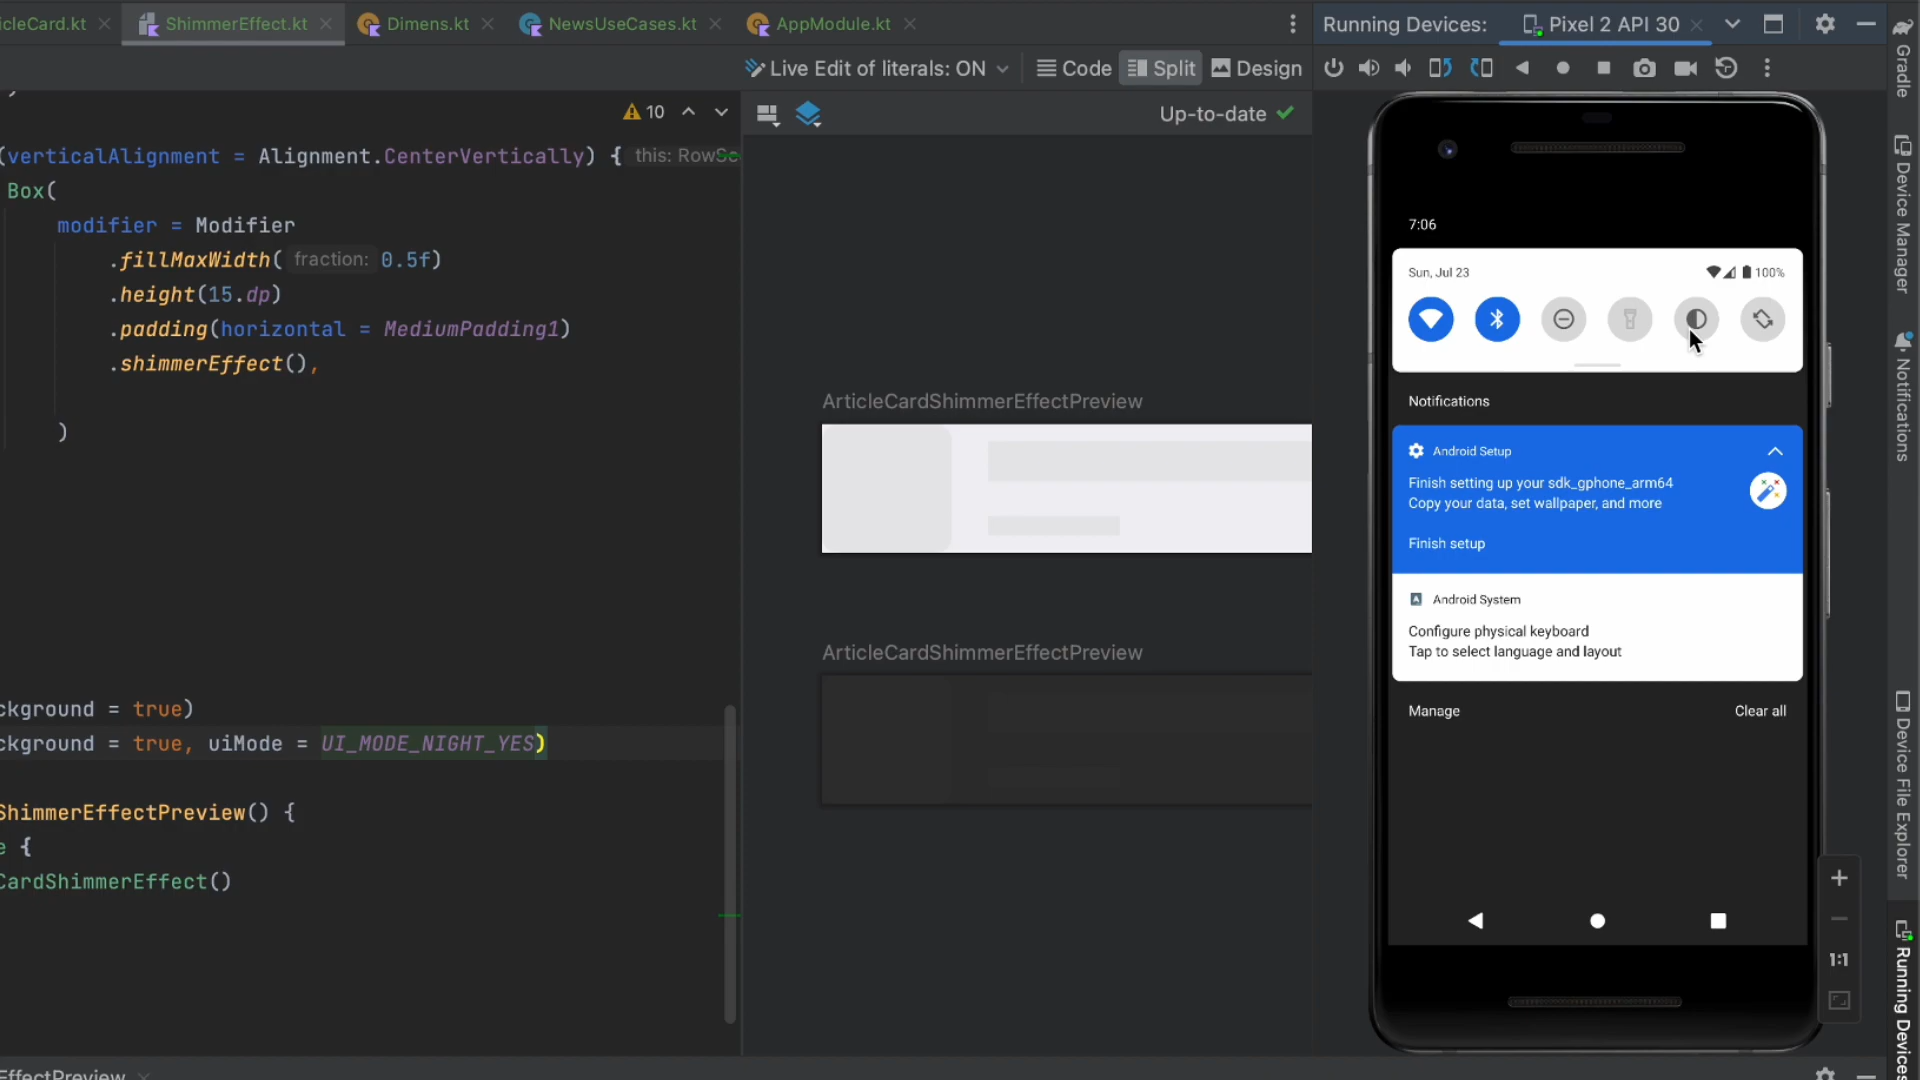 icleCard.kt
ShimmerEffect.kt
Dimens.kt
NewsUseCases.kt
AppModule.kt
Running Devices:
Pixel 2 API 30
Live Edit of literals: ON
Code
Split
Design
10
Up-to-date
(verticalAlignment = Alignment.CenterVertically) { this: RowSc
Box(
modifier = Modifier
.fillMaxWidth( fraction: 0.5f)
.height(15.dp)
.padding(horizontal = MediumPadding1)
.shimmerEffect(),
)
ckground = true)
ckground = true, uiMode = UI_MODE_NIGHT_YES)
ShimmerEffectPreview() {
e {
CardShimmerEffect()
EffectPreview
ArticleCardShimmerEffectPreview
ArticleCardShimmerEffectPreview
7:06
Sun, Jul 23
100%
Notifications
Android Setup
Finish setting up your sdk_gphone_arm64
Copy your data, set wallpaper, and more
Finish setup
Android System
Configure physical keyboard
Tap to select language and layout
Manage
Clear all
1:1
Gradle
Device Manager
Notifications
Device File Explorer
Running Devices